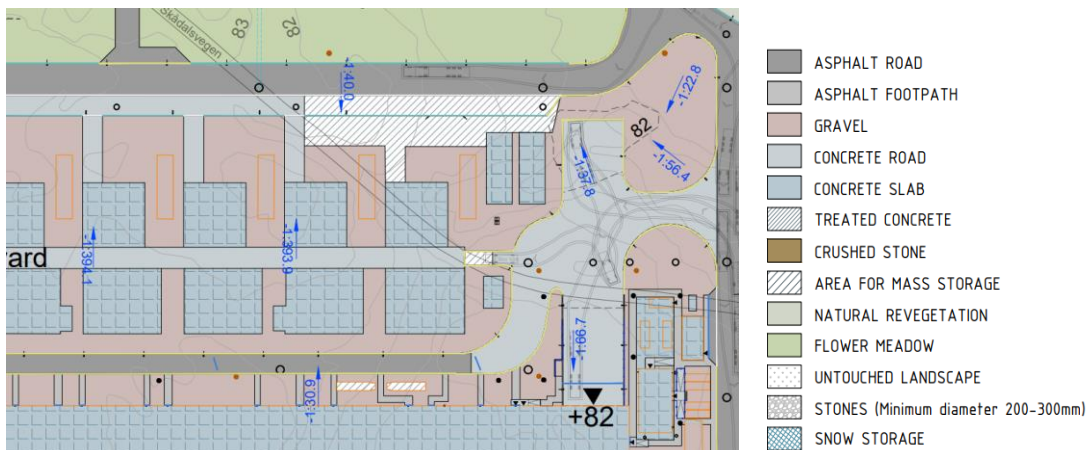 83
82
Skådalsvegen
-1:40.0
-1:22.8
82
-1:56.4
-1:37.8
-1:394.1
-1:393.9
ard
-1:66.7
-1:30.9
+82
ASPHALT ROAD
ASPHALT FOOTPATH
GRAVEL
CONCRETE ROAD
CONCRETE SLAB
TREATED CONCRETE
CRUSHED STONE
AREA FOR MASS STORAGE
NATURAL REVEGETATION
FLOWER MEADOW
UNTOUCHED LANDSCAPE
STONES (Minimum diameter 200-300mm)
SNOW STORAGE